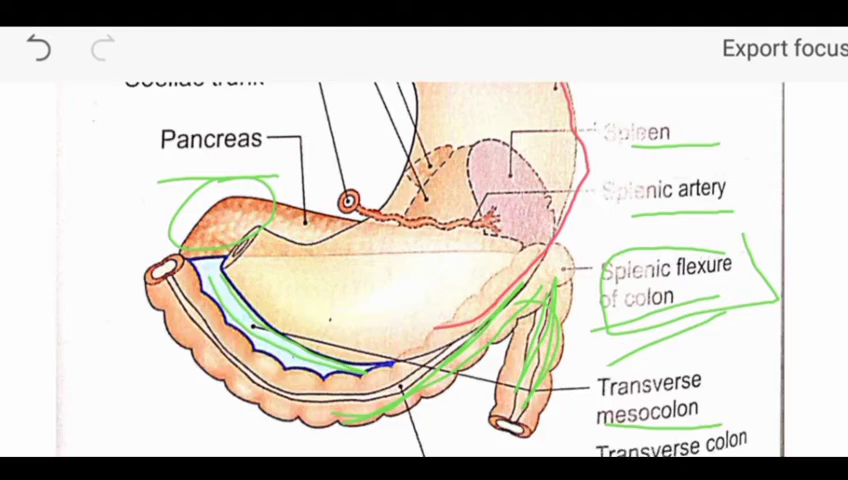 Export focus
Pancreas
Spleen
Splenic artery
Splenic flexure
of colon
Transverse
mesocolon
Transverse colon